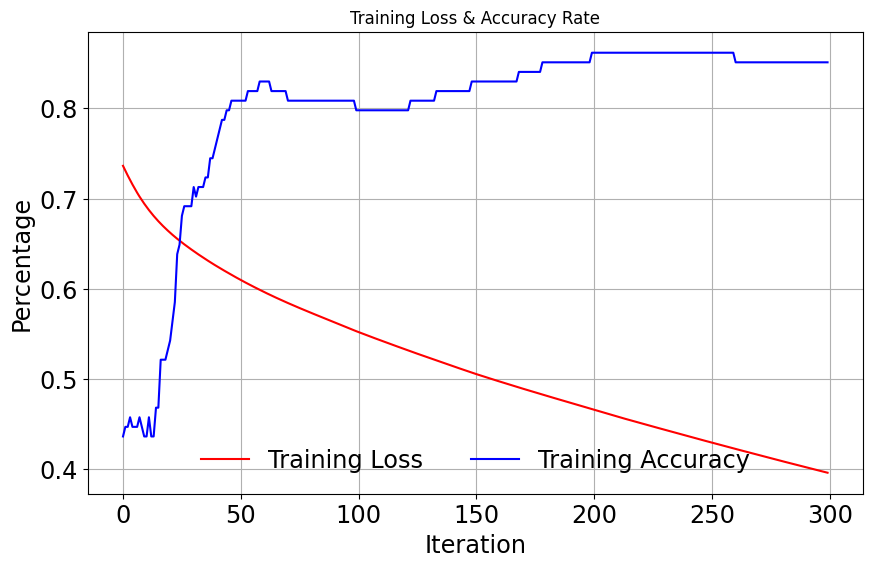 Training Loss & Accuracy Rate
Percentage
0.8
0.7
0.6
0.5
0.4
Training Loss
Training Accuracy
0 50 100 150 200 250 300
Iteration